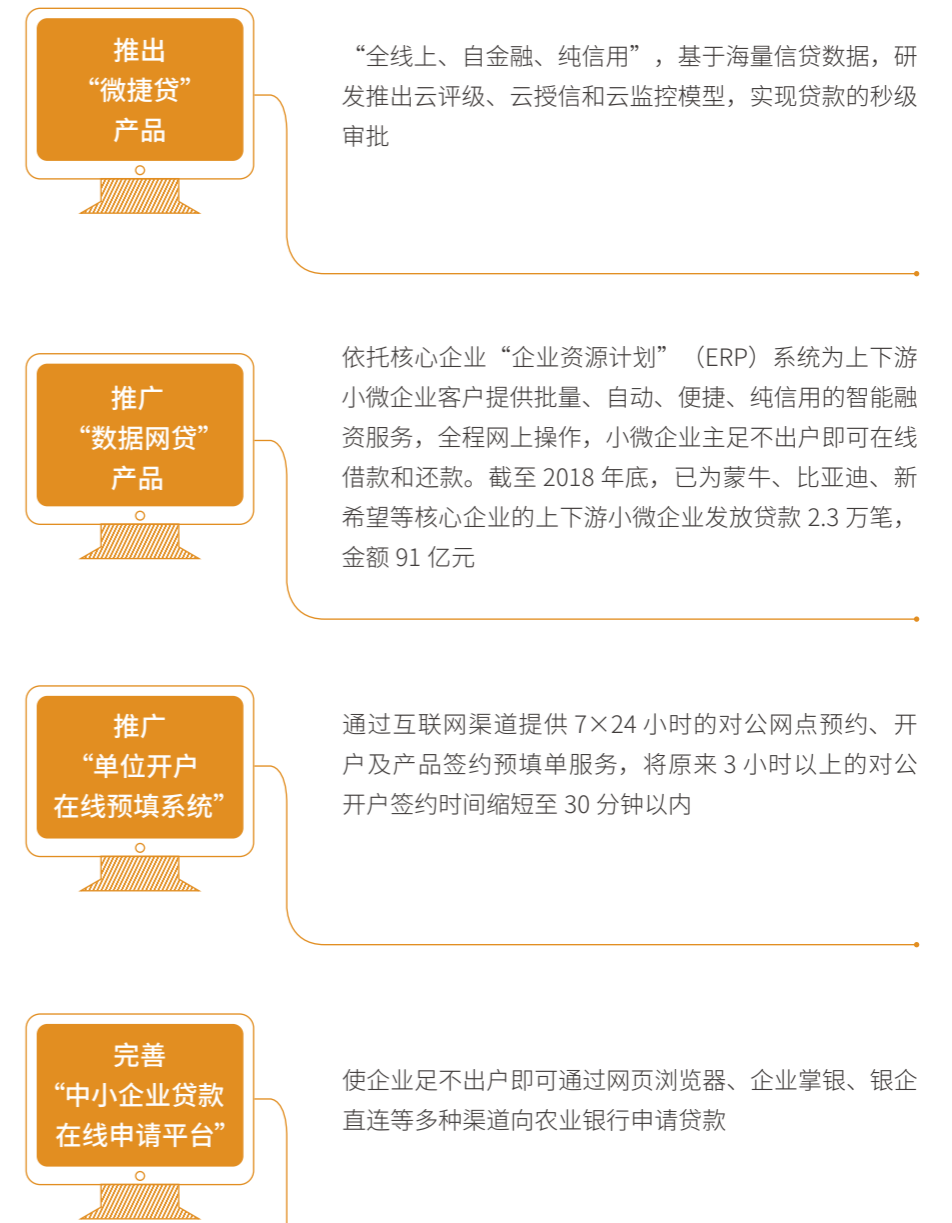 推出
“微捷贷”
产品
“全线上、自金融、纯信用”，基于海量信贷数据，研
发推出云评级、云授信和云监控模型，实现贷款的秒级
审批
推广
“数据网贷”
产品
依托核心企业“企业资源计划”（ERP）系统为上下游
小微企业客户提供批量、自动、便捷、纯信用的智能融
资服务，全程网上操作，小微企业主足不出户即可在线
借款和还款。截至 2018 年底，已为蒙牛、比亚迪、新
希望等核心企业的上下游小微企业发放贷款 2.3 万笔，
金额 91 亿元
推广
“单位开户
在线预填系统”
通过互联网渠道提供 7×24 小时的对公网点预约、开
户及产品签约预填单服务，将原来 3 小时以上的对公
开户签约时间缩短至 30 分钟以内
完善
“中小企业贷款
在线申请平台”
使企业足不出户即可通过网页浏览器、企业掌银、银企
直连等多种渠道向农业银行申请贷款